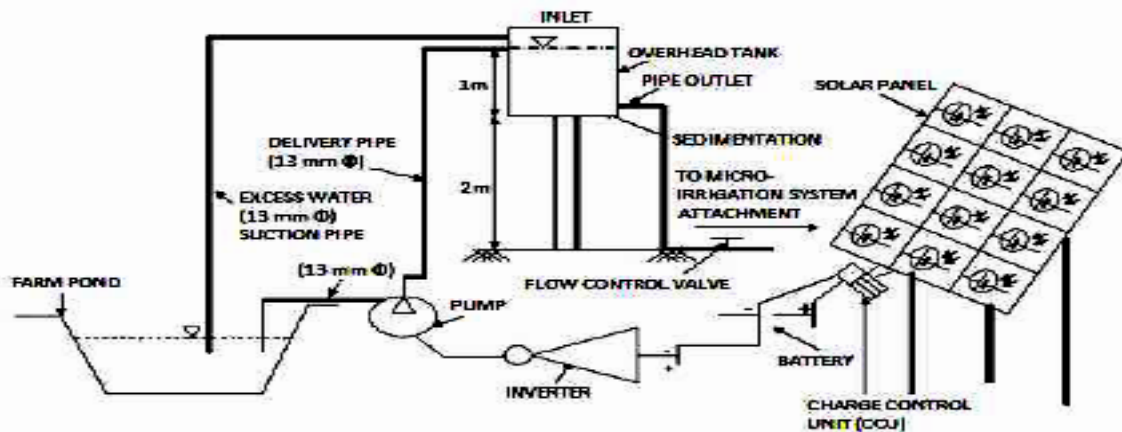 INLET
OVERHEAD TANK
PIPE OUTLET
SOLAR PANEL
1m
SEDIMENTATION
DELIVERY PIPE
(13 mm Φ)
TO MICRO-
IRRIGATION SYSTEM
ATTACHMENT
2m
EXCESS WATER
(13 mm Φ)
SUCTION PIPE
(13 mm Φ)
FARM POND
FLOW CONTROL VALVE
PUMP
-
+
BATTERY
-
+
INVERTER
CHARGE CONTROL
UNIT (CCU)